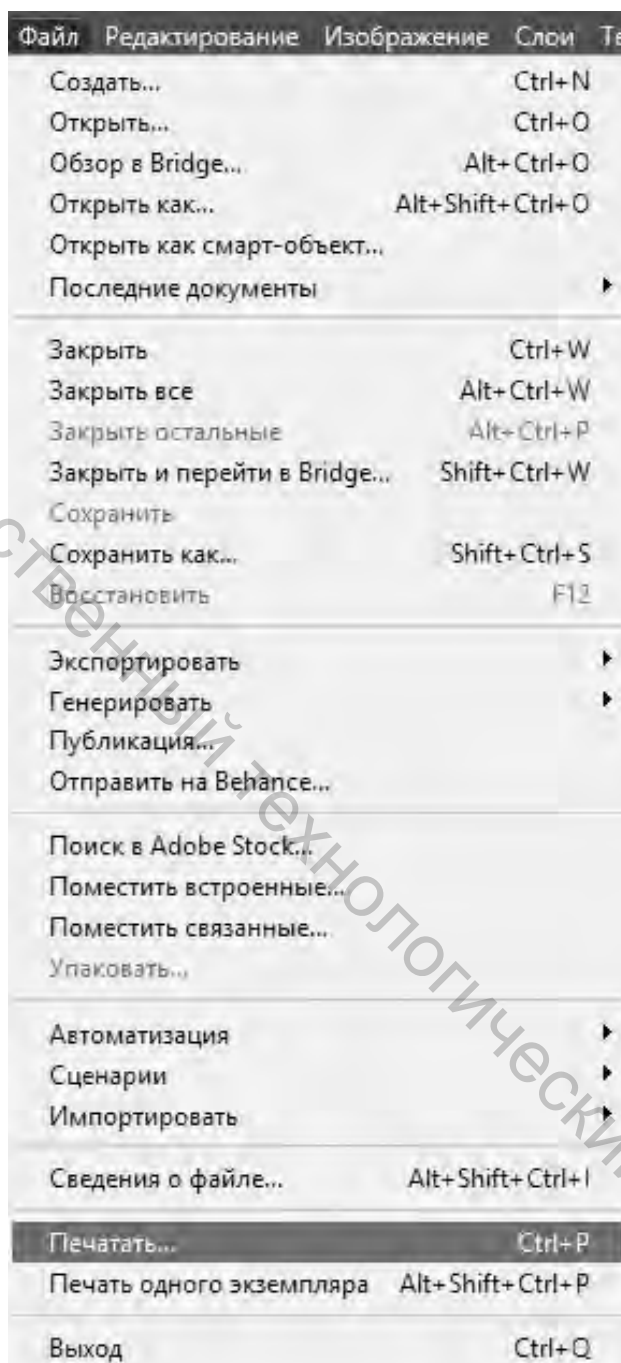 Файл Редактирование Изображение Слои Те
Создать... Ctrl+N
Открыть... Ctrl+O
Обзор в Bridge... Alt+Ctrl+O
Открыть как... Alt+Shift+Ctrl+O
Открыть как смарт-объект...
Последние документы
Закрыть Ctrl+W
Закрыть все Alt+Ctrl+W
Закрыть остальные Alt+Ctrl+P
Закрыть и перейти в Bridge... Shift+Ctrl+W
Сохранить
Сохранить как... Shift+Ctrl+S
Восстановить F12
Экспортировать
Генерировать
Публикация...
Отправить на Behance...
Поиск в Adobe Stock...
Поместить встроенные...
Поместить связанные...
Упаковать...
Автоматизация
Сценарии
Импортировать
Сведения о файле... Alt+Shift+Ctrl+I
Печатать... Ctrl+P
Печать одного экземпляра Alt+Shift+Ctrl+P
Выход Ctrl+Q
ственный технологический